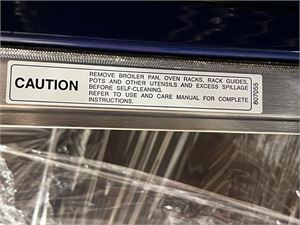 CAUTION
REMOVE BROILER PAN, OVEN RACKS, RACK GUIDES,
POTS AND OTHER UTENSILS AND EXCESS SPILLAGE
BEFORE SELF-CLEANING.
REFER TO USE AND CARE MANUAL FOR COMPLETE
INSTRUCTIONS.
807055